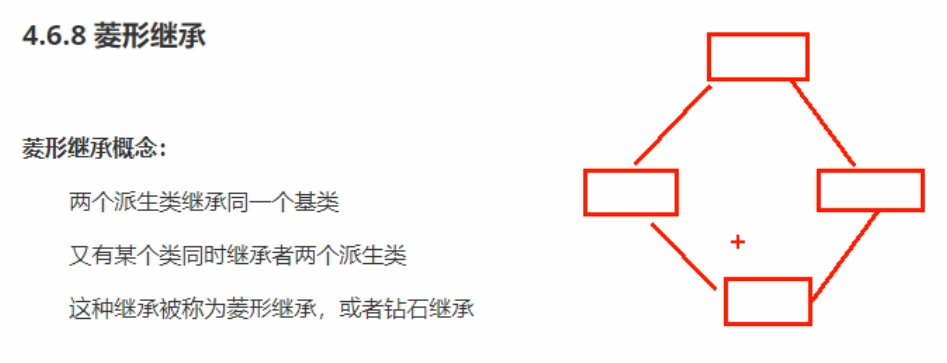 4.6.8 菱形继承
菱形继承概念：
两个派生类继承同一个基类
又有某个类同时继承者两个派生类
这种继承被称为菱形继承，或者钻石继承